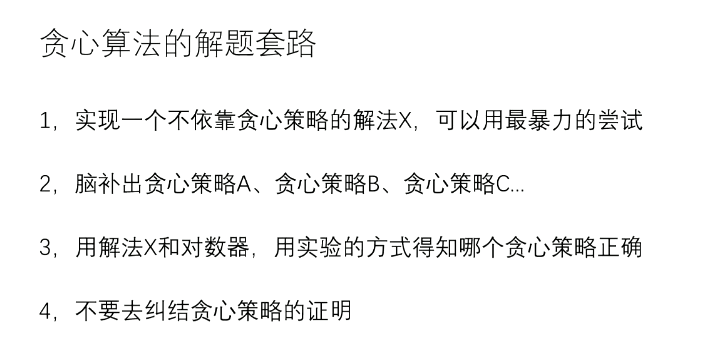 贪心算法的解题套路
1，实现一个不依靠贪心策略的解法X，可以用最暴力的尝试
2，脑补出贪心策略A、贪心策略B、贪心策略C...
3，用解法X和对数器，用实验的方式得知哪个贪心策略正确
4，不要去纠结贪心策略的证明